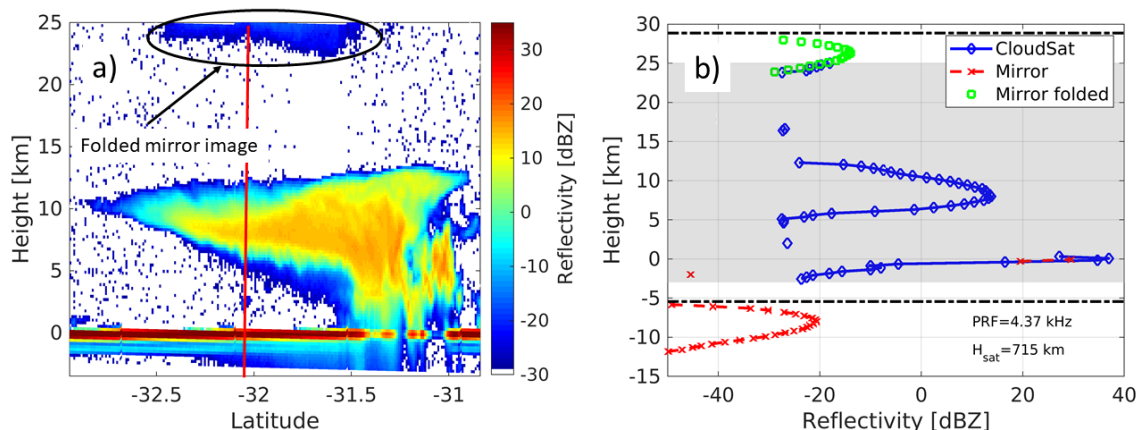 a)
Folded mirror image
25
20
15
10
5
0
Height [km]
-32.5
-32
-31.5
-31
Latitude
30
20
10
0
-10
-20
-30
Reflectivity [dBZ]
b)
CloudSat
Mirror
Mirror folded
30
25
20
15
10
5
0
-5
-10
-15
Height [km]
PRF=4.37 kHz
Hsat=715 km
-40
-20
0
20
40
Reflectivity [dBZ]